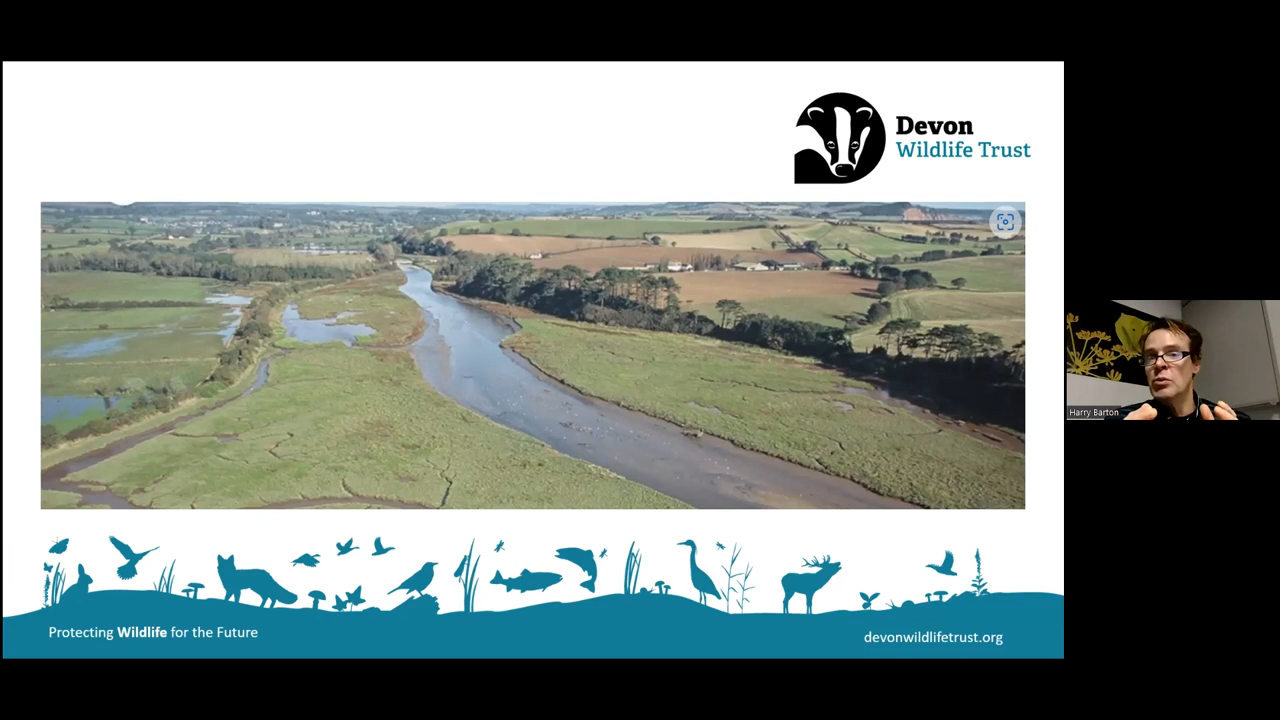 Devon
Wildlife Trust
Harry Barton
Protecting Wildlife for the Future
devonwildlifetrust.org